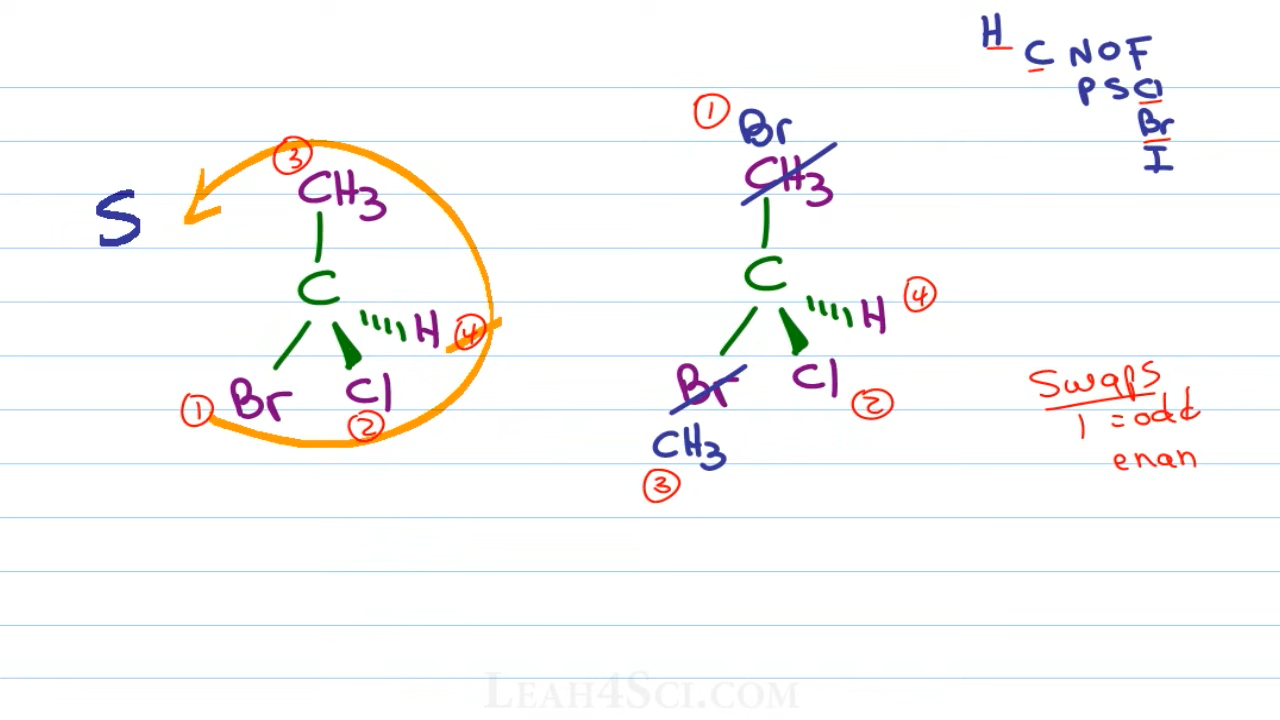 H
C N O F
P S Cl
Br
I
S
③
CH3
C
H ④
① Br Cl
②
①
Br
CH3
C
H ④
Br Cl
②
CH3
③
Swaps
1 = odd
enan
LEAH4SCI.COM